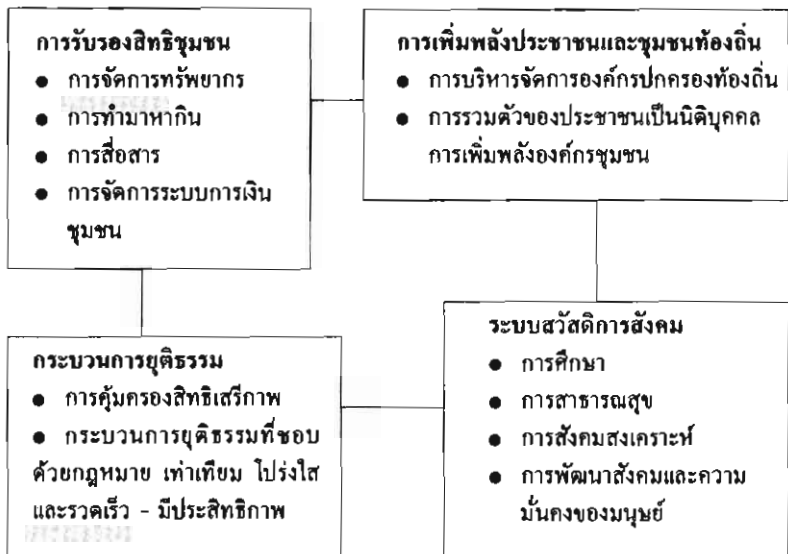 การรับรองสิทธิชุมชน
● การจัดการทรัพยากร
● การทำมาหากิน
● การสื่อสาร
● การจัดการระบบการเงิน
ชุมชน
การเพิ่มพลังประชาชนและชุมชนท้องถิ่น
● การบริหารจัดการองค์กรปกครองท้องถิ่น
● การรวมตัวของประชาชนเป็นนิติบุคคล
การเพิ่มพลังองค์กรชุมชน
กระบวนการยุติธรรม
● การคุ้มครองสิทธิเสรีภาพ
● กระบวนการยุติธรรมที่ชอบ
ด้วยกฎหมาย เท่าเทียม โปร่งใส
และรวดเร็ว - มีประสิทธิภาพ
ระบบสวัสดิการสังคม
● การศึกษา
● การสาธารณสุข
● การสังคมสงเคราะห์
● การพัฒนาสังคมและความ
มั่นคงของมนุษย์